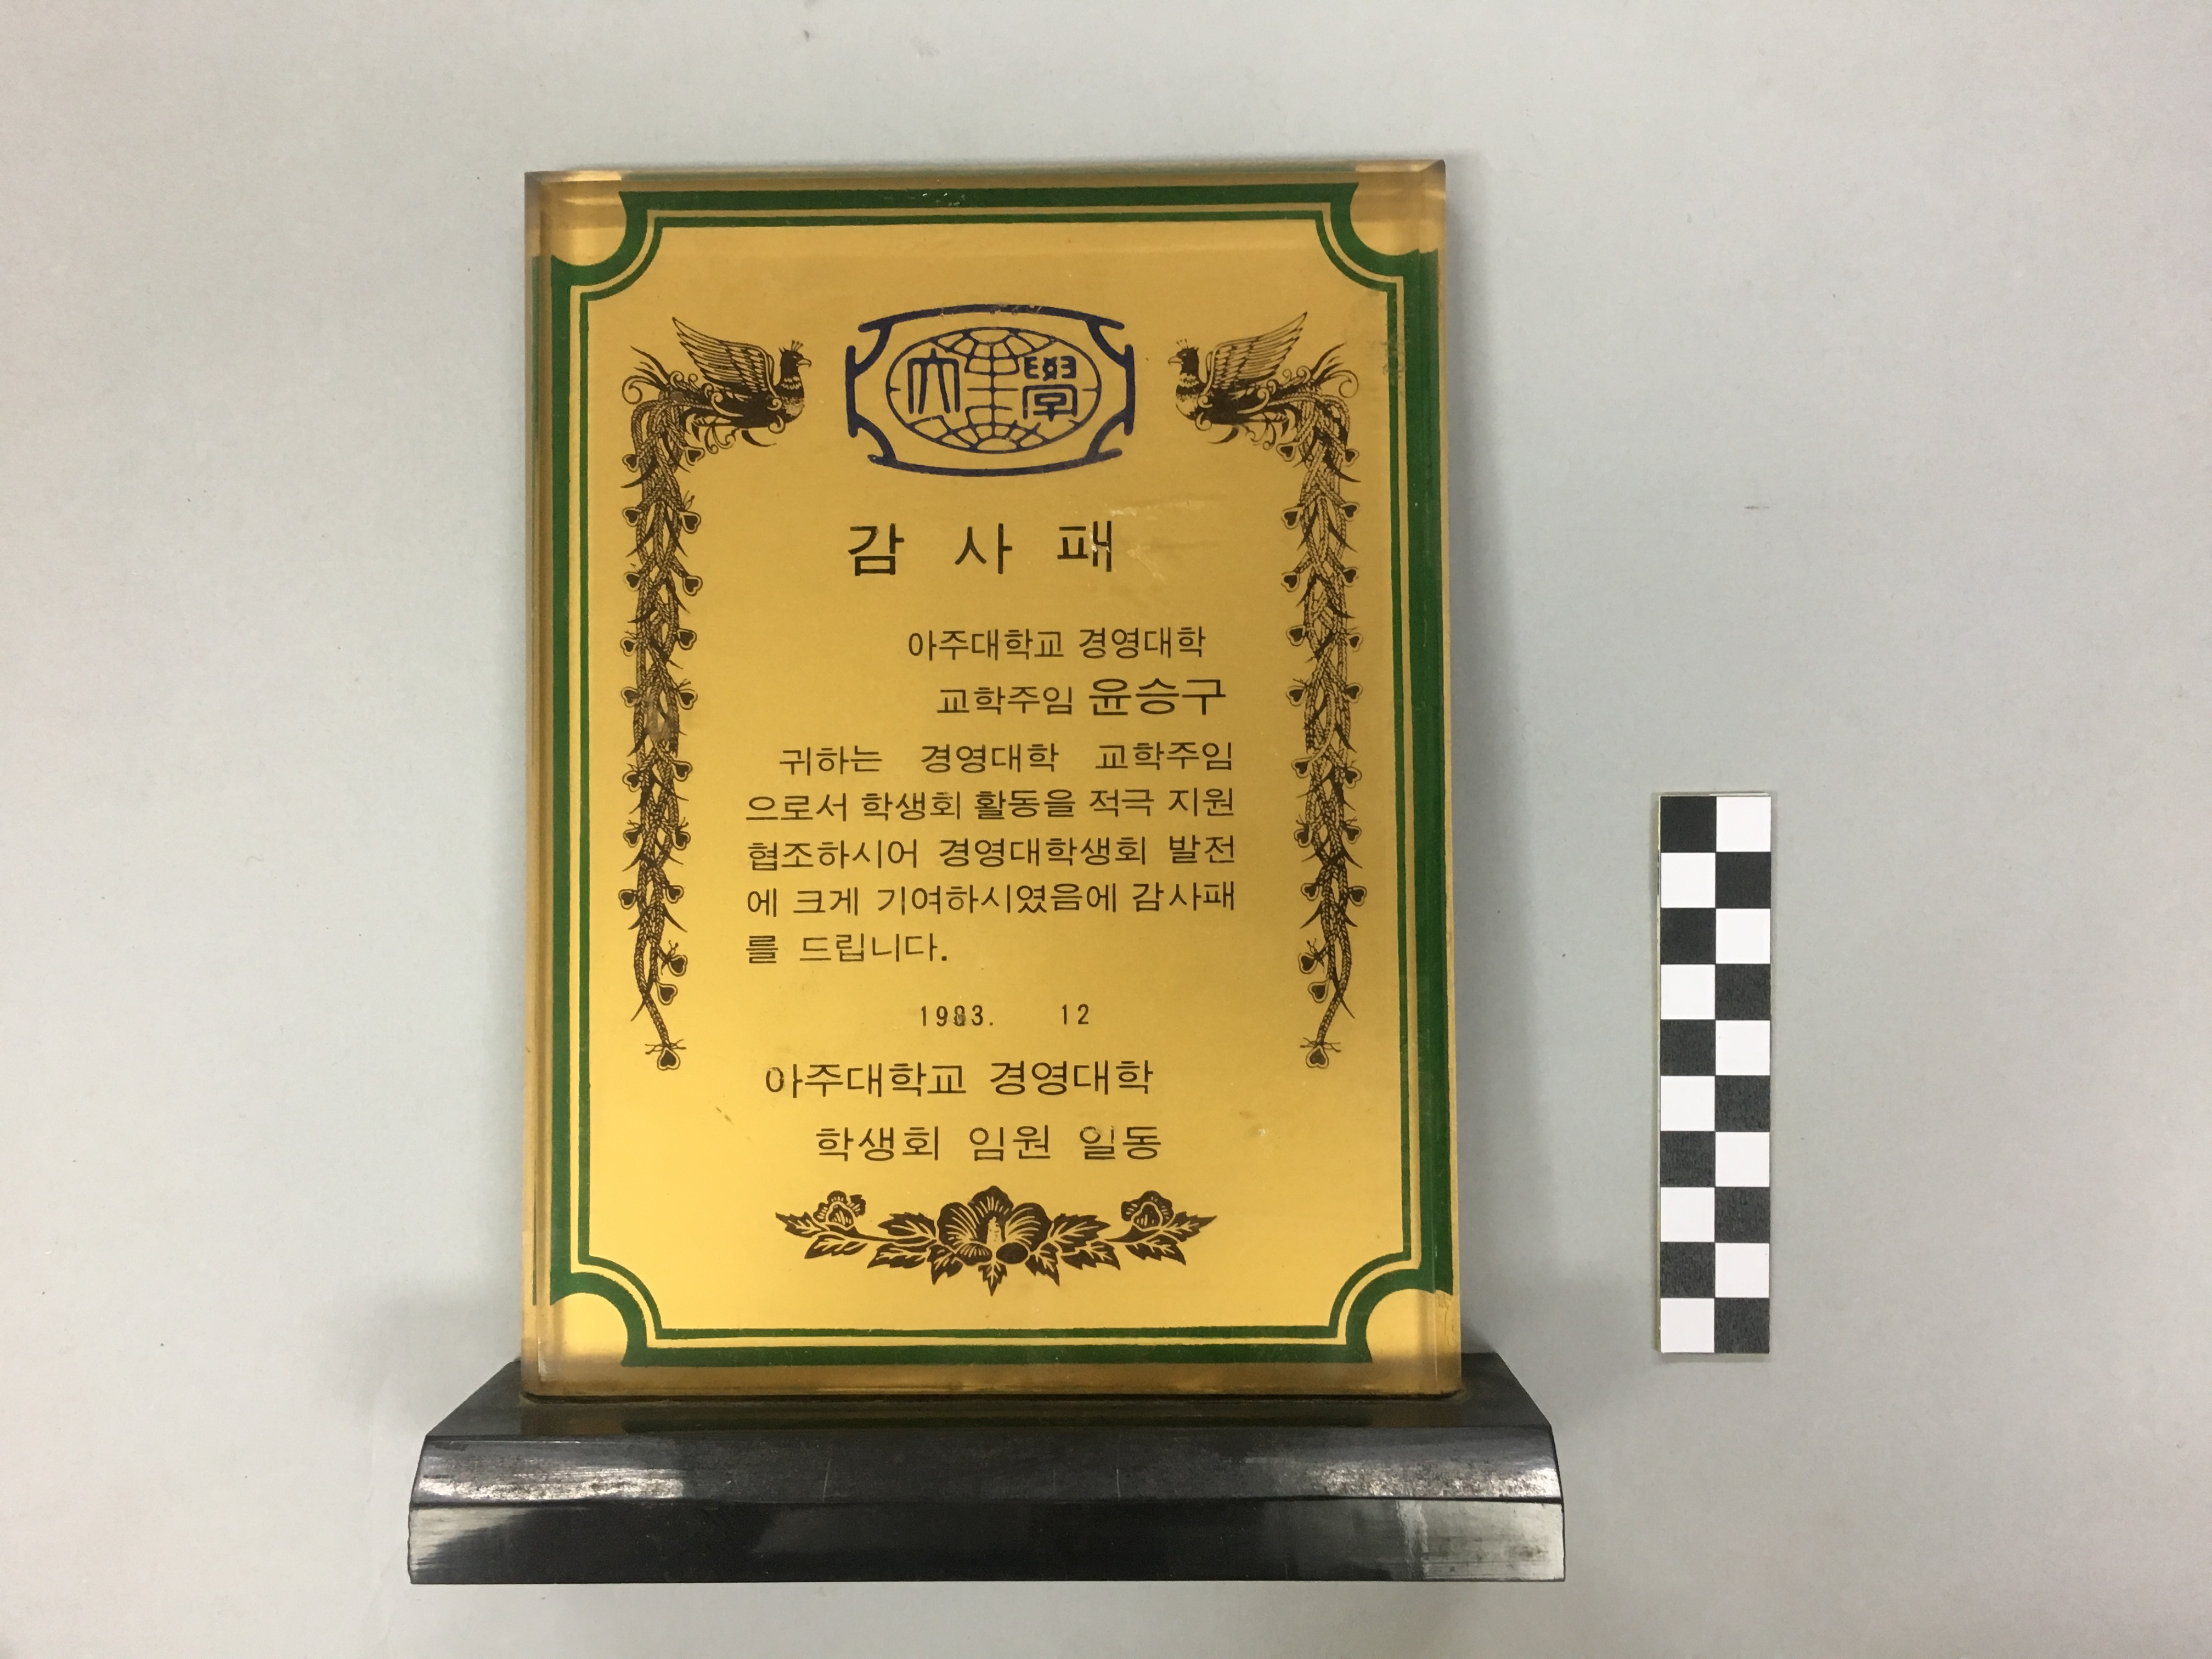 大 學
감 사 패
아주대학교 경영대학
교학주임 윤승구
귀하는 경영대학 교학주임
으로서 학생회 활동을 적극 지원
협조하시어 경영대학생회 발전
에 크게 기여하시였음에 감사패
를 드립니다.
1983. 12
아주대학교 경영대학
학생회 임원 일동